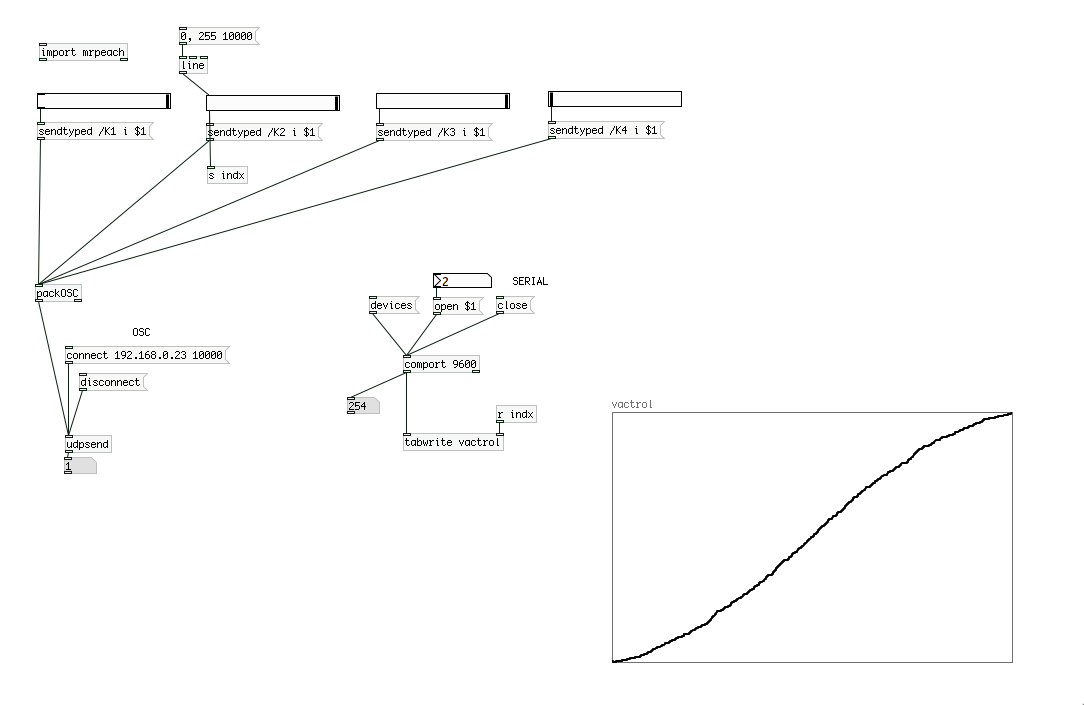 0, 255 10000
import mrpeach
line
sendtyped /K1 i $1
sendtyped /K2 i $1
sendtyped /K3 i $1
sendtyped /K4 i $1
s indx
packOSC
2
SERIAL
devices
open $1
close
OSC
connect 192.168.0.23 10000
disconnect
comport 9600
254
r indx
tabwrite vactrol
udpsend
1
vactrol